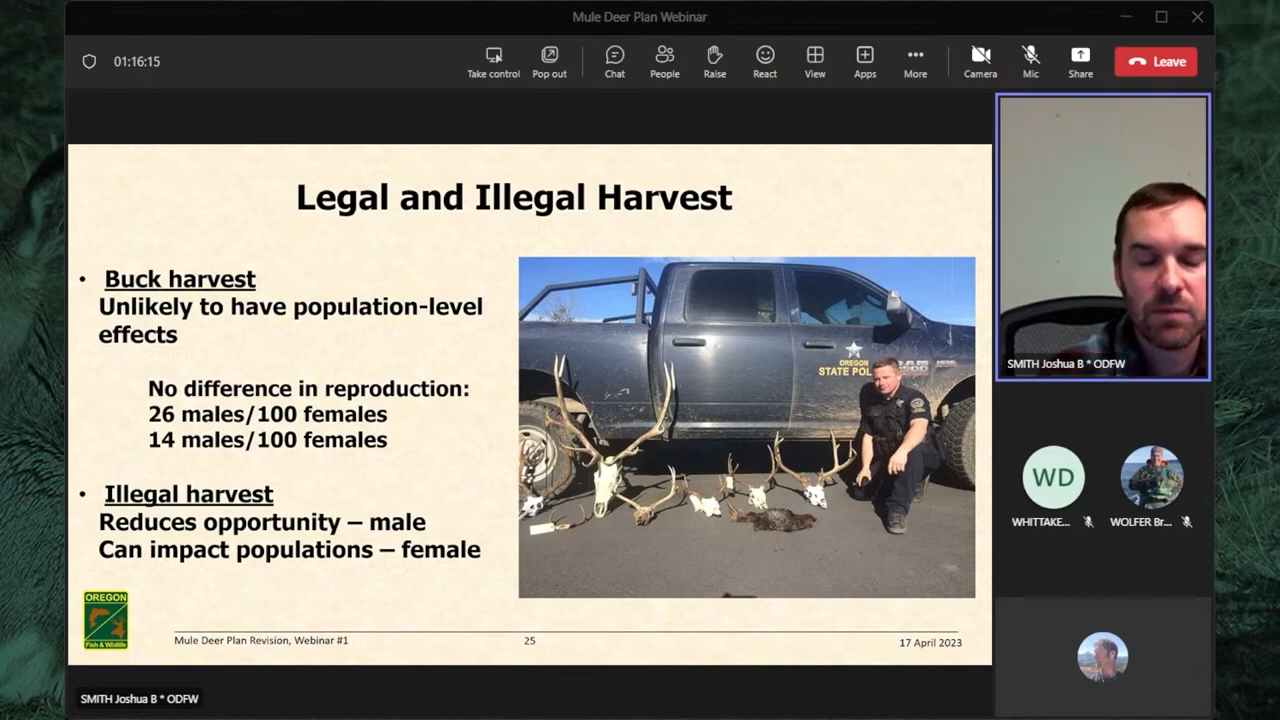 Mule Deer Plan Webinar
01:16:15
Take control
Pop out
Chat
People
Raise
React
View
Apps
More
Camera
Mic
Share
Leave
Legal and Illegal Harvest
• Buck harvest
Unlikely to have population-level
effects
No difference in reproduction:
26 males/100 females
14 males/100 females
• Illegal harvest
Reduces opportunity – male
Can impact populations – female
OREGON
STATE POL
RAM
OREGON
Fish & Wildlife
Mule Deer Plan Revision, Webinar #1
25
17 April 2023
SMITH Joshua B * ODFW
SMITH Joshua B * ODFW
WD
WHITTAKE...
WOLFER Br...